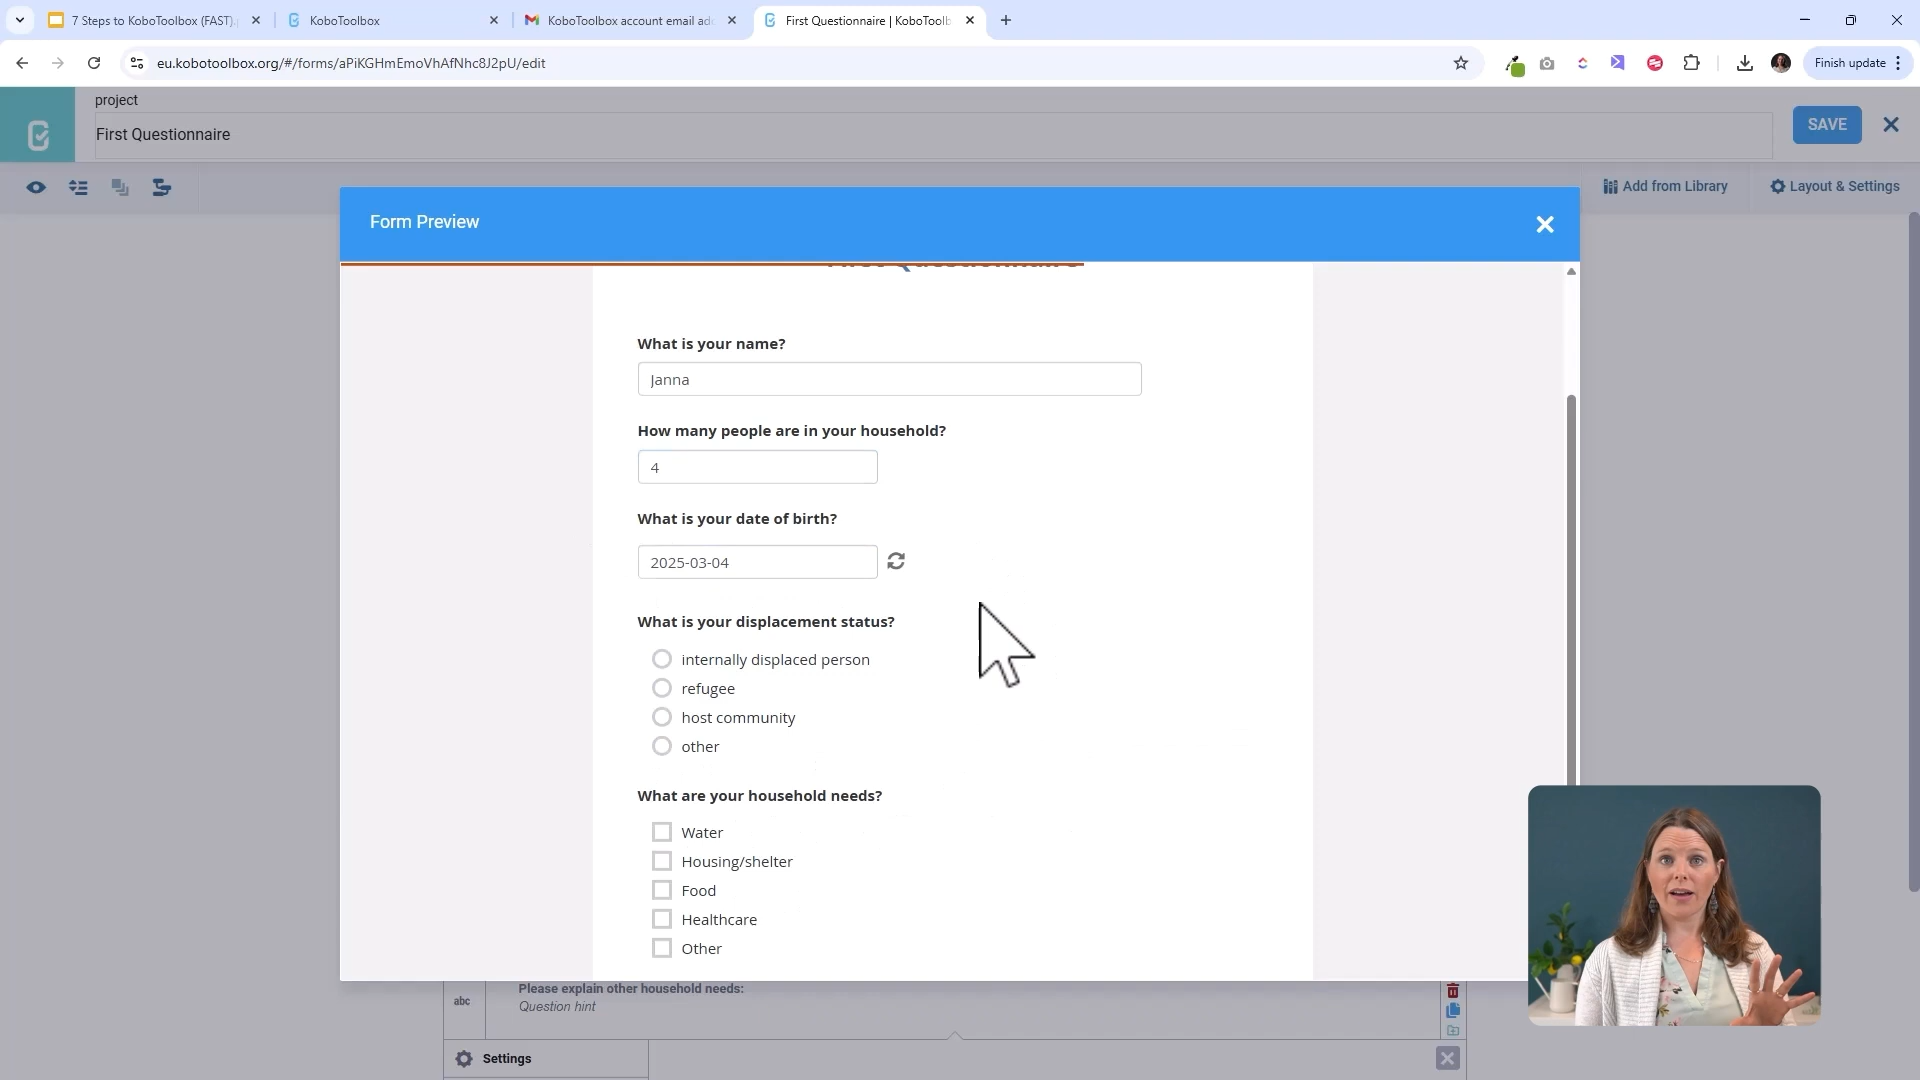 7 Steps to KoboToolbox (FAST).
KoboToolbox
KoboToolbox account email ad
First Questionnaire | KoboToolb
eu.kobotoolbox.org/#/forms/aPiKGHmEmoVhAfNhc8J2pU/edit
Finish update
project
First Questionnaire
SAVE
Add from Library
Layout & Settings
Form Preview
First Questionnaire
What is your name?
Janna
How many people are in your household?
4
What is your date of birth?
2025-03-04
What is your displacement status?
internally displaced person
refugee
host community
other
What are your household needs?
Water
Housing/shelter
Food
Healthcare
Other
abc
Please explain other household needs:
Question hint
Settings